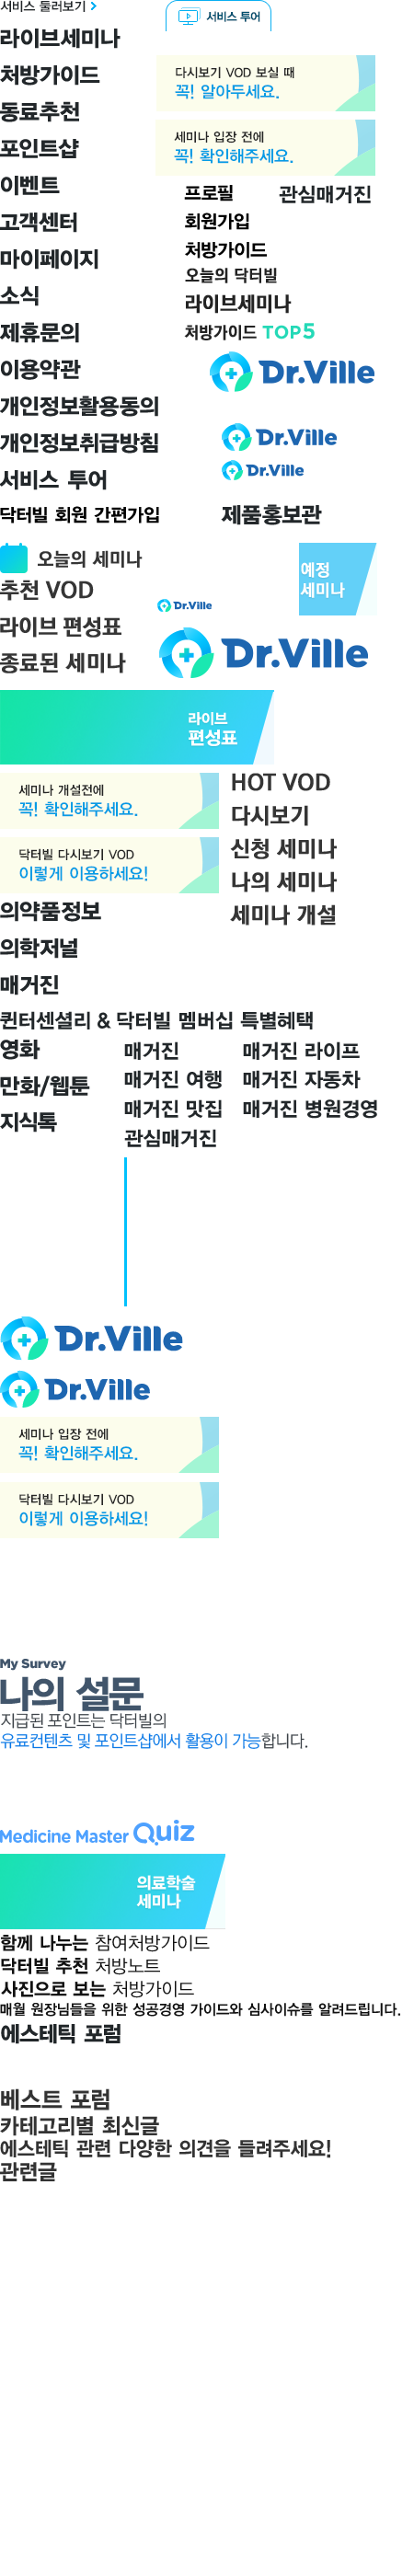 서비스 둘러보기
서비스 투어
라이브세미나
처방가이드
동료추천
포인트샵
이벤트
고객센터
마이페이지
소식
제휴문의
이용약관
개인정보활용동의
개인정보취급방침
서비스 투어
닥터빌 회원 간편가입
다시보기 VOD 보실 때
꼭! 알아두세요.
세미나 입장 전에
꼭! 확인해주세요.
프로필
관심매거진
회원가입
처방가이드
오늘의 닥터빌
라이브세미나
처방가이드 TOP5
Dr.Ville
Dr.Ville
Dr.Ville
제품홍보관
오늘의 세미나
추천 VOD
라이브 편성표
종료된 세미나
예정
세미나
Dr.Ville
Dr.Ville
라이브
편성표
세미나 개설전에
꼭! 확인해주세요.
닥터빌 다시보기 VOD
이렇게 이용하세요!
HOT VOD
다시보기
신청 세미나
나의 세미나
세미나 개설
의약품정보
의학저널
매거진
퀀터센셜리 & 닥터빌 멤버십 특별혜택
영화
만화/웹툰
지식톡
매거진
매거진 라이프
매거진 여행
매거진 자동차
매거진 맛집
매거진 병원경영
관심매거진
Dr.Ville
Dr.Ville
세미나 입장 전에
꼭! 확인해주세요.
닥터빌 다시보기 VOD
이렇게 이용하세요!
My Survey
나의 설문
지급된 포인트는 닥터빌의
유료컨텐츠 및 포인트샵에서 활용이 가능합니다.
Medicine Master Quiz
의료학술
세미나
함께 나누는 참여처방가이드
닥터빌 추천 처방노트
사진으로 보는 처방가이드
매월 원장님들을 위한 성공경영 가이드와 심사이슈를 알려드립니다.
에스테틱 포럼
베스트 포럼
카테고리별 최신글
에스테틱 관련 다양한 의견을 들려주세요!
관련글